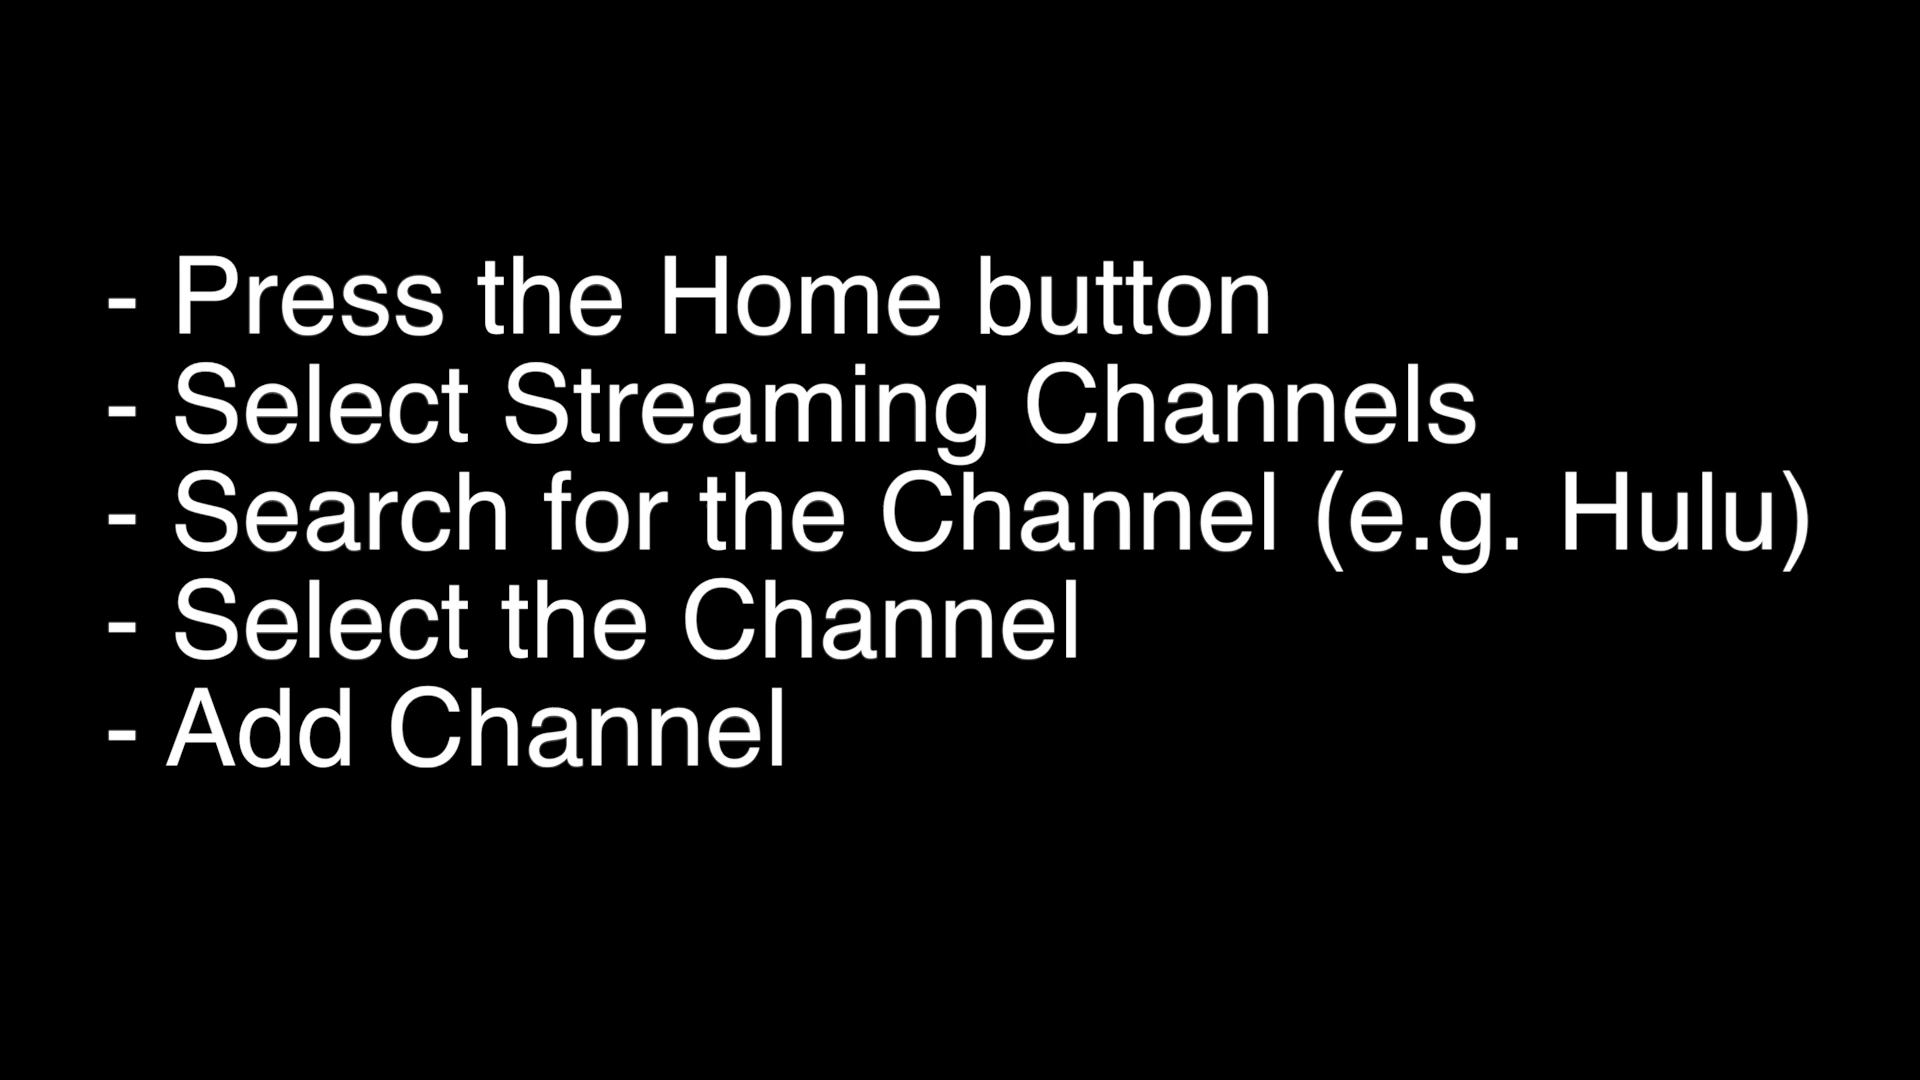 - Press the Home button
- Select Streaming Channels
- Search for the Channel (e.g. Hulu)
- Select the Channel
- Add Channel